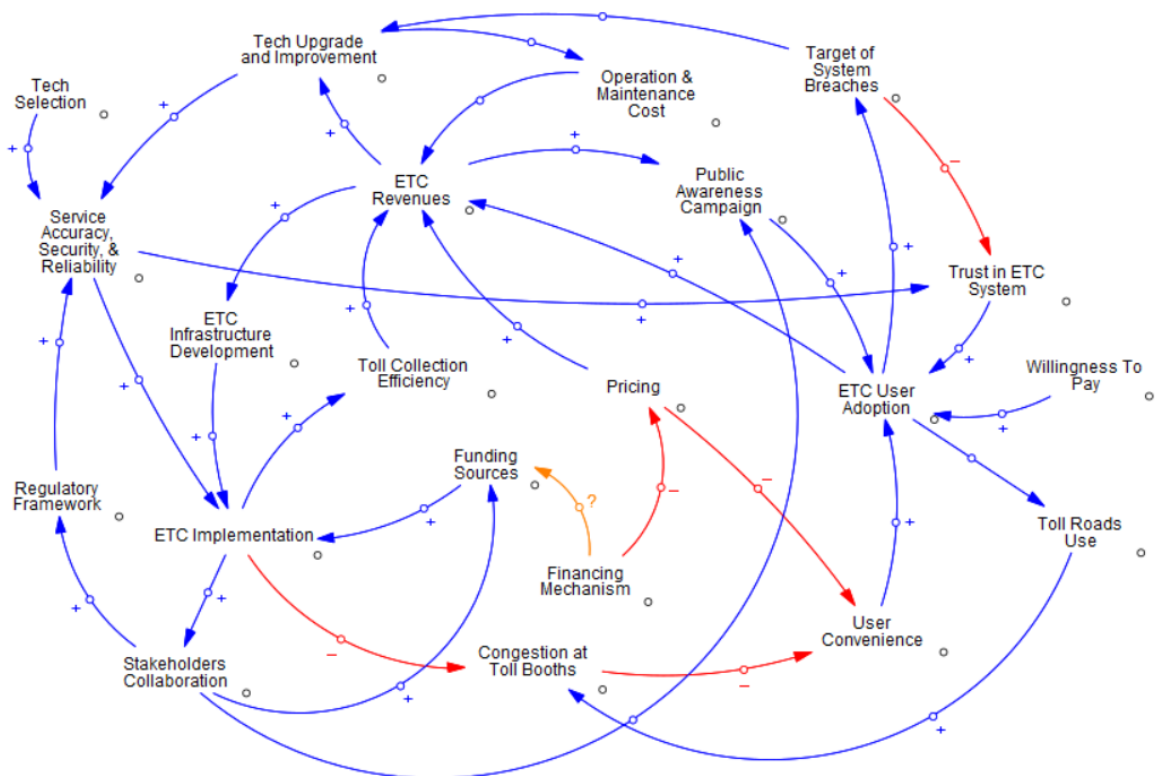 Tech Upgrade
and Improvement
Target of
System
Breaches
Tech
Selection
Operation &
Maintenance
Cost
+
+
+
+
–
ETC
Revenues
Public
Awareness
Campaign
Service
Accuracy,
Security, &
Reliability
+
+
+
+
Trust in ETC
System
+
ETC
Infrastructure
Development
+
+
+
+
Toll Collection
Efficiency
Pricing
ETC User
Adoption
Willingness To
Pay
+
+
+
+
Funding
Sources
–
–
?
Regulatory
Framework
ETC Implementation
+
+
Toll Roads
Use
Financing
Mechanism
+
+
User
Convenience
Stakeholders
Collaboration
–
Congestion at
Toll Booths
–
+
+